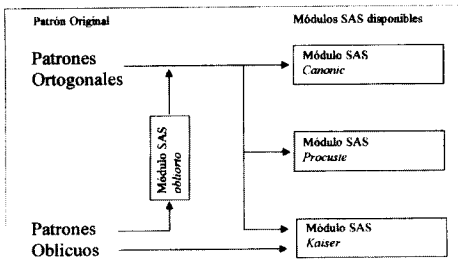 Patrón Original
Módulos SAS disponibles
Patrones
Ortogonales
Módulo SAS
Canonic
Módulo SAS
obliorto
Módulo SAS
Procuste
Patrones
Oblicuos
Módulo SAS
Kaiser